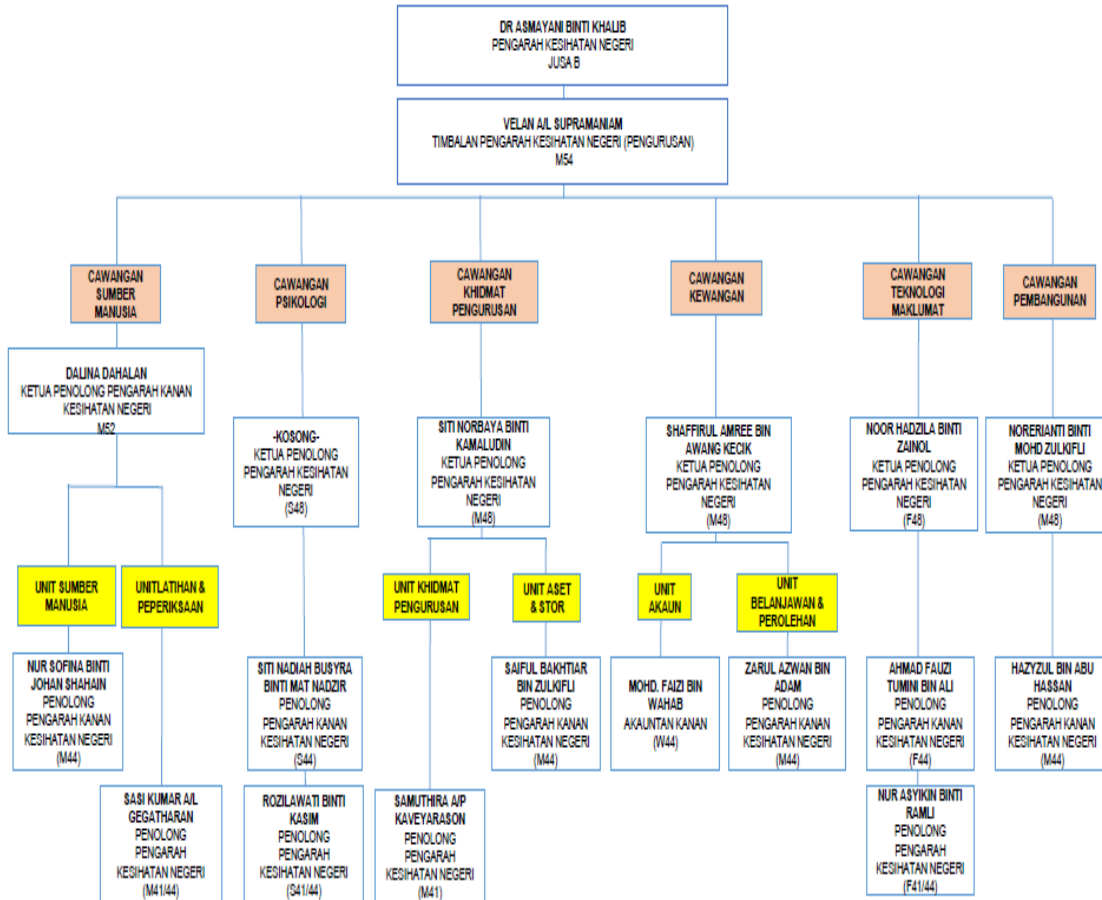 DR ASMAYANI BINTI KHALIB
PENGARAH KESIHATAN NEGERI
JUSA B
VELAN A/L SUPRAMANIAM
TIMBALAN PENGARAH KESIHATAN NEGERI (PENGURUSAN)
M54
CAWANGAN
SUMBER
MANUSIA
CAWANGAN
PSIKOLOGI
CAWANGAN
KHIDMAT
PENGURUSAN
CAWANGAN
KEWANGAN
CAWANGAN
TEKNOLOGI
MAKLUMAT
CAWANGAN
PEMBANGUNAN
DALINA DAHALAN
KETUA PENOLONG PENGARAH KANAN
KESIHATAN NEGERI
M52
-KOSONG-
KETUA PENOLONG
PENGARAH KESIHATAN
NEGERI
(S48)
SITI NORBAYA BINTI
KAMALUDIN
KETUA PENOLONG
PENGARAH KESIHATAN
NEGERI
(M48)
SHAFFIRUL AMREE BIN
AWANG KECIK
KETUA PENOLONG
PENGARAH KESIHATAN
NEGERI
(M48)
NOOR HADZILA BINTI
ZAINOL
KETUA PENOLONG
PENGARAH KESIHATAN
NEGERI
(F48)
NORERIANTI BINTI
MOHD ZULKIFLI
KETUA PENOLONG
PENGARAH KESIHATAN
NEGERI
(M48)
UNIT SUMBER
MANUSIA
UNITLATIHAN &
PEPERIKSAAN
UNIT KHIDMAT
PENGURUSAN
UNIT ASET
& STOR
UNIT
AKAUN
UNIT
BELANJAWAN &
PEROLEHAN
NUR SOFINA BINTI
JOHAN SHAHAIN
PENOLONG
PENGARAH KANAN
KESIHATAN NEGERI
(M44)
SITI NADIAH BUSYRA
BINTI MAT NADZIR
PENOLONG
PENGARAH KANAN
KESIHATAN NEGERI
(S44)
SAIFUL BAKHTIAR
BIN ZULKIFLI
PENOLONG
PENGARAH KANAN
KESIHATAN NEGERI
(M44)
MOHD. FAIZI BIN
WAHAB
AKAUNTAN KANAN
(W44)
ZARUL AZWAN BIN
ADAM
PENOLONG
PENGARAH KANAN
KESIHATAN NEGERI
(M44)
AHMAD FAUZI
TUMINI BIN ALI
PENOLONG
PENGARAH KANAN
KESIHATAN NEGERI
(F44)
HAZYZUL BIN ABU
HASSAN
PENOLONG
PENGARAH KANAN
KESIHATAN NEGERI
(M44)
SASI KUMAR A/L
GEGATHARAN
PENOLONG
PENGARAH
KESIHATAN NEGERI
(M41/44)
ROZILAWATI BINTI
KASIM
PENOLONG
PENGARAH
KESIHATAN NEGERI
(S41/44)
SAMUTHIRA A/P
KAVEYARASON
PENOLONG
PENGARAH
KESIHATAN NEGERI
(M41)
NUR ASYIKIN BINTI
RAMLI
PENOLONG
PENGARAH
KESIHATAN NEGERI
(F41/44)